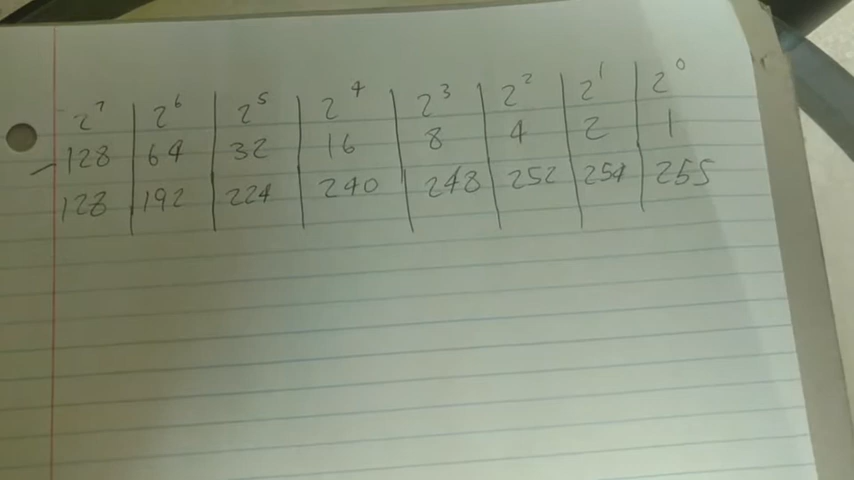 2⁷ | 2⁶ | 2⁵ | 2⁴ | 2³ | 2² | 2¹ | 2⁰
128 | 64 | 32 | 16 | 8 | 4 | 2 | 1
128 | 192 | 224 | 240 | 248 | 252 | 254 | 255